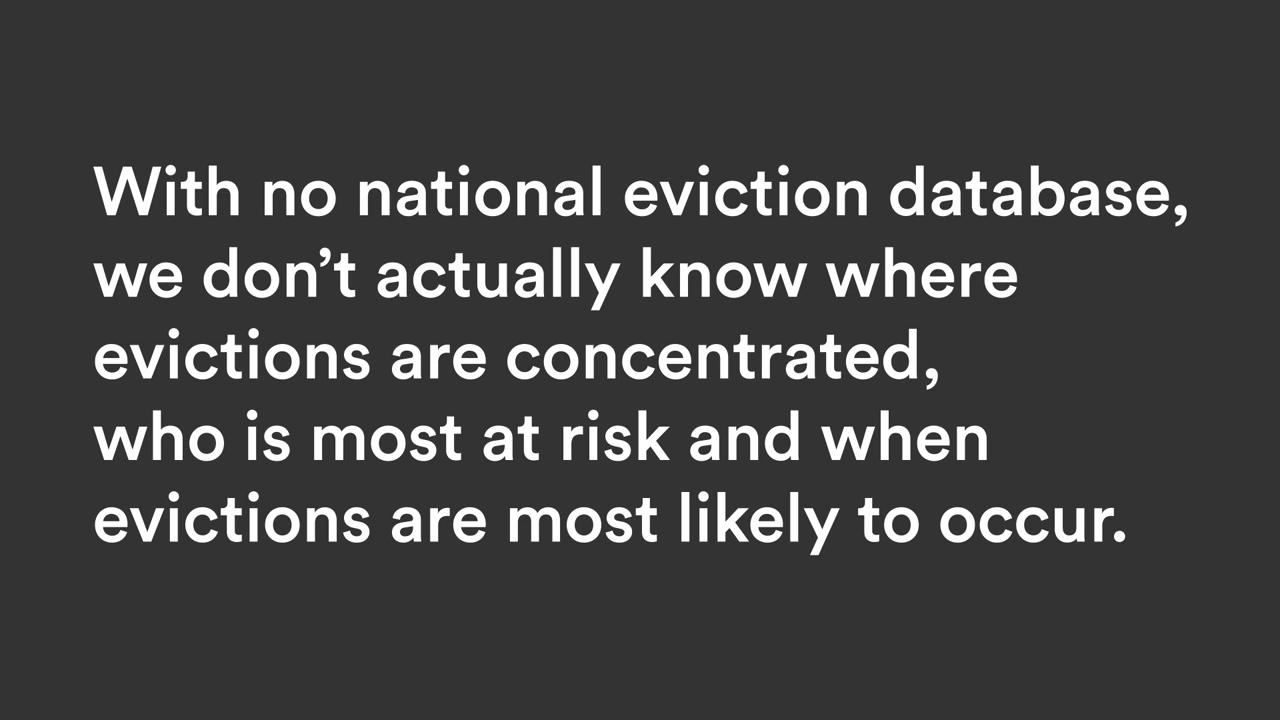 With no national eviction database,
we don’t actually know where
evictions are concentrated,
who is most at risk and when
evictions are most likely to occur.